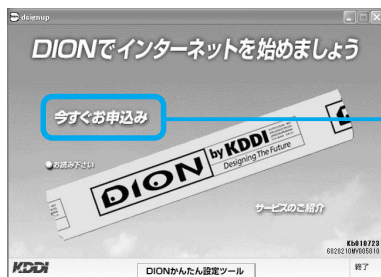 dsignup
DIONでインターネットを始めましょう
今すぐお申込み
お読み下さい
DION by KDDI
Designing The Future
DION
サービスのご紹介
Kb010723
6020210MY005010
KDDI
DIONかんたん設定ツール
終了